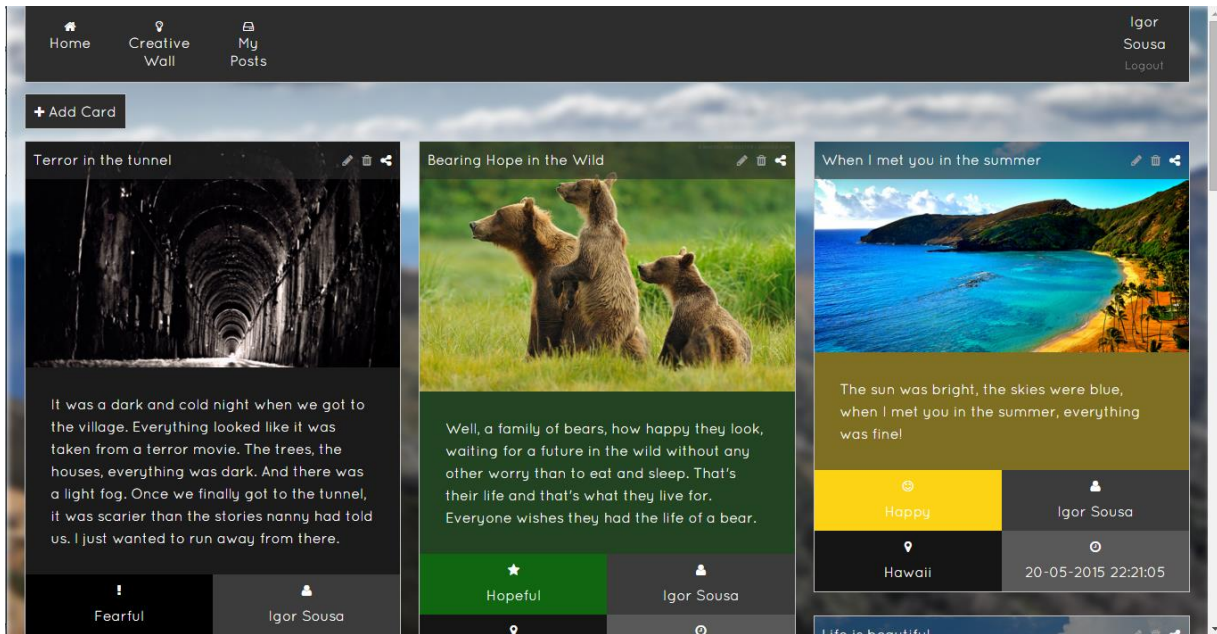 Home
Creative
Wall
My
Posts
Igor
Sousa
Logout
Add Card
Terror in the tunnel
It was a dark and cold night when we got to
the village. Everything looked like it was
taken from a terror movie. The trees, the
houses, everything was dark. And there was
a light fog. Once we finally got to the tunnel,
it was scarier than the stories nanny had told
us. I just wanted to run away from there.
Fearful
Igor Sousa
Bearing Hope in the Wild
Well, a family of bears, how happy they look,
waiting for a future in the wild without any
other worry than to eat and sleep. That's
their life and that's what they live for.
Everyone wishes they had the life of a bear.
Hopeful
Igor Sousa
When I met you in the summer
The sun was bright, the skies were blue,
when I met you in the summer, everything
was fine!
Happy
Igor Sousa
Hawaii
20-05-2015 22:21:05
Life is beautiful